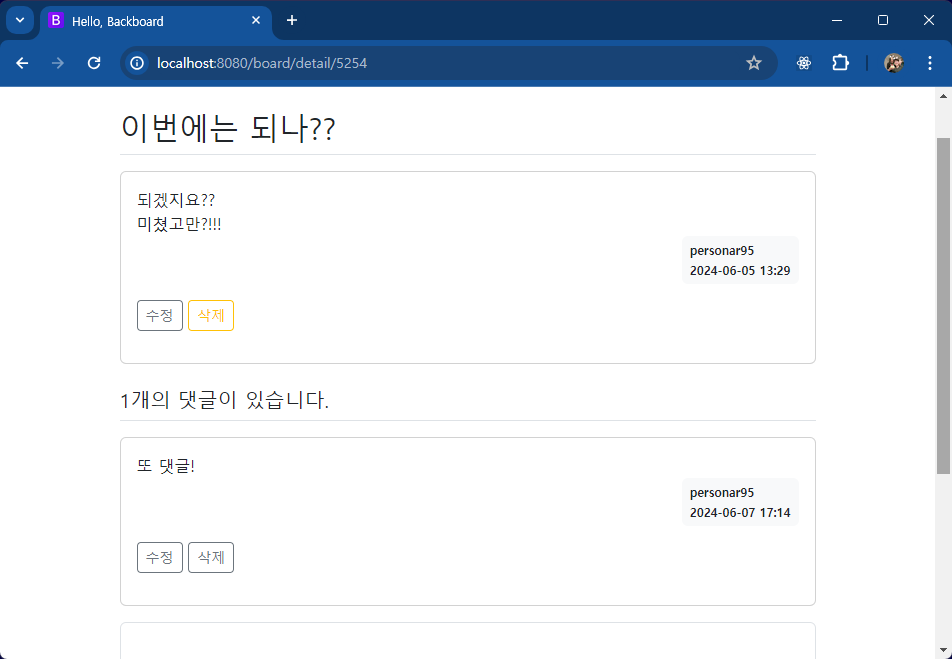 B Hello, Backboard
localhost:8080/board/detail/5254
이번에는 되나??
되겠지요??
미쳤고만?!!!
personar95
2024-06-05 13:29
수정 삭제
1개의 댓글이 있습니다.
또 댓글!
personar95
2024-06-07 17:14
수정 삭제